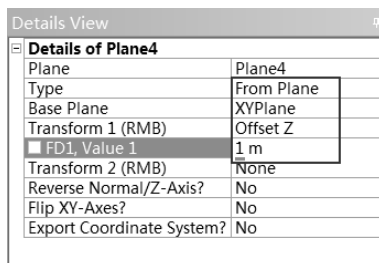 Details View
Details of Plane4
Plane Plane4
Type From Plane
Base Plane XYPlane
Transform 1 (RMB) Offset Z
FD1, Value 1 1 m
Transform 2 (RMB) None
Reverse Normal/Z-Axis? No
Flip XY-Axes? No
Export Coordinate System? No